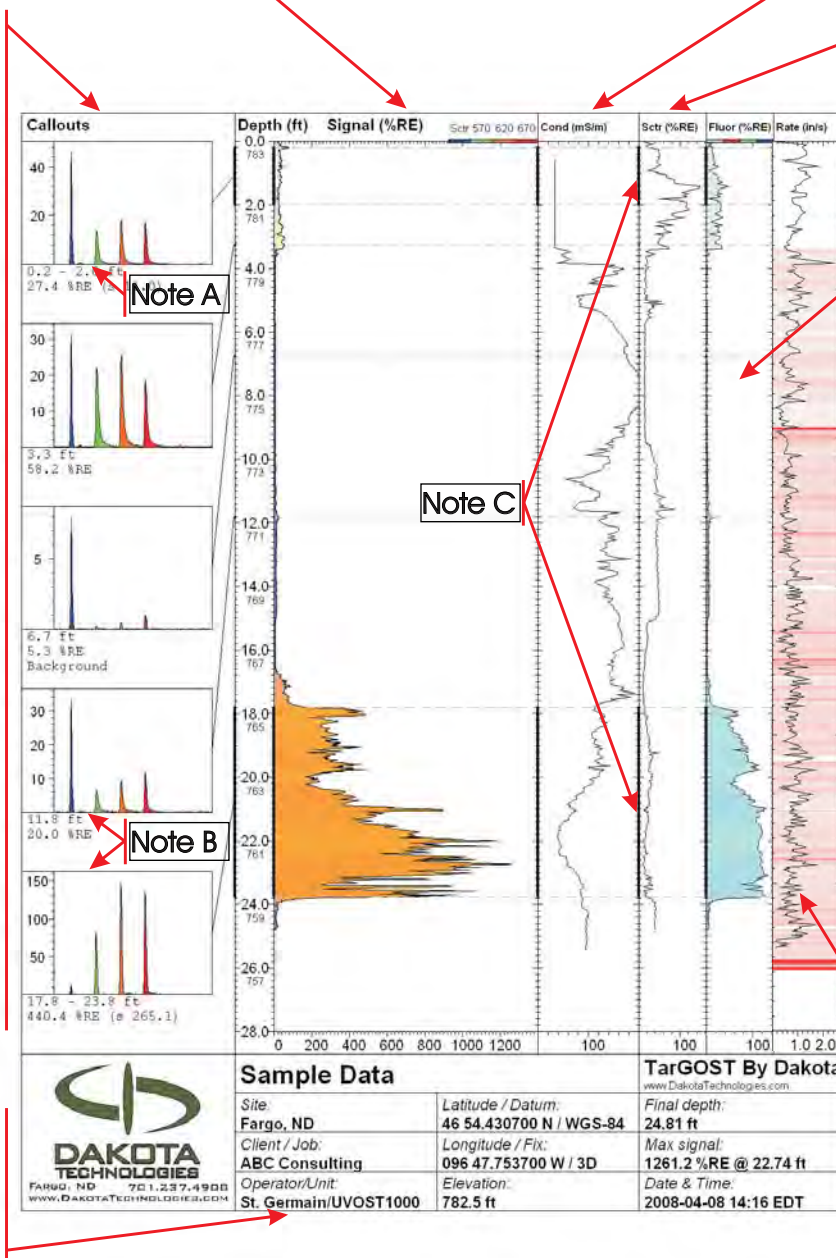 Callouts
Depth (ft) Signal (%RE) Sctr 570 620 670 Cond (mS/m) Sctr (%RE) Fluor (%RE) Rate (in/s)
40
20
0.2 - 2. ft
27.4 %RE
Note A
30
20
10
3.3 ft
58.2 %RE
5
6.7 ft
5.3 %RE
Background
30
20
10
11.8 ft
20.0 %RE
Note B
150
100
50
17.8 - 23.8 ft
440.4 %RE (s 265.1)
0.0
783
2.0
781
4.0
779
6.0
777
8.0
775
10.0
773
12.0
771
14.0
769
16.0
767
18.0
765
20.0
763
22.0
761
24.0
759
26.0
757
28.0
Note C
0 200 400 600 800 1000 1200 100 100 100 1.0 2.0
DAKOTA
TECHNOLOGIES
FARGO, ND 701.237.4908
WWW.DAKOTATECHNOLOGIES.COM
Sample Data
TarGOST By Dakota
www.DakotaTechnologies.com
Site: Latitude / Datum: Final depth:
Fargo, ND 46 54.430700 N / WGS-84 24.81 ft
Client / Job: Longitude / Fix: Max signal:
ABC Consulting 096 47.753700 W / 3D 1261.2 %RE @ 22.74 ft
Operator/Unit: Elevation: Date & Time:
St. Germain/UVOST1000 782.5 ft 2008-04-08 14:16 EDT